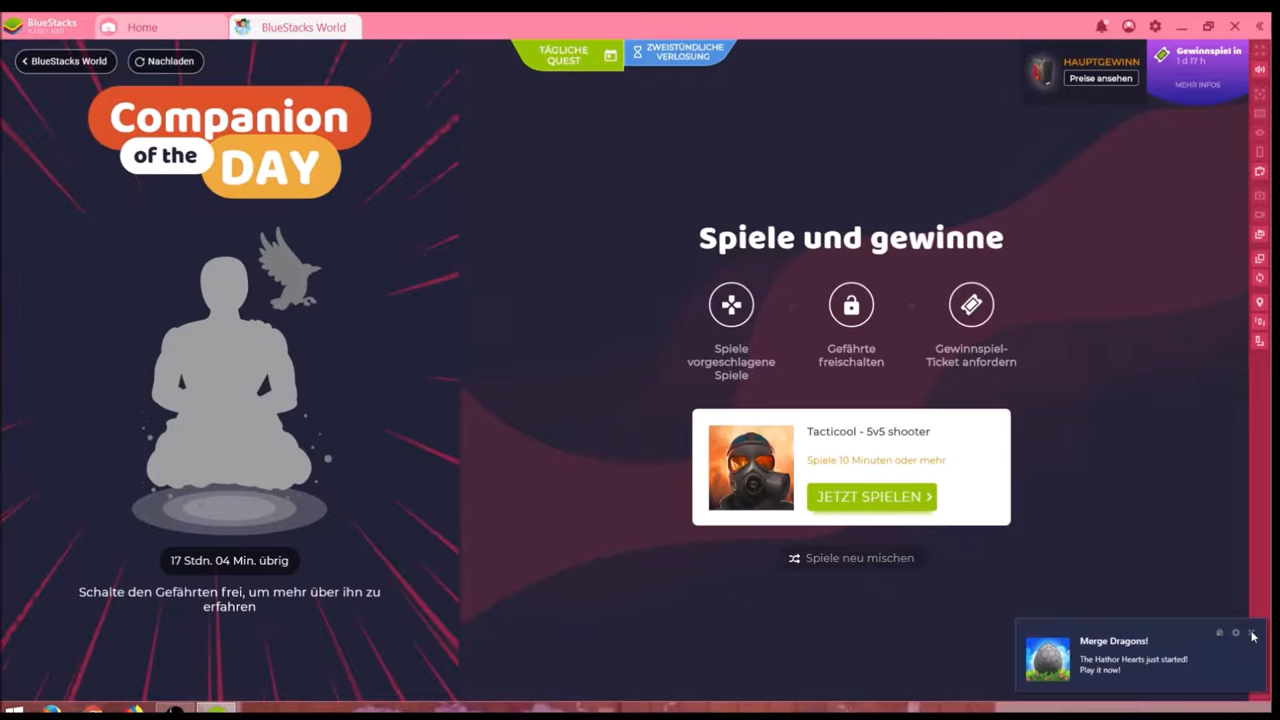 BlueStacks
Home
BlueStacks World
BlueStacks World
Nachladen
TÄGLICHE
QUEST
ZWEISTÜNDLICHE
VERLOSUNG
HAUPTGEWINN
Preise ansehen
Gewinnspiel in
1 d 17 h
MEHR INFOS
Companion
of the
DAY
17 Stdn. 04 Min. übrig
Schalte den Gefährten frei, um mehr über ihn zu
erfahren
Spiele und gewinne
Spiele
vorgeschlagene
Spiele
Gefährte
freischalten
Gewinnspiel-
Ticket anfordern
Tacticool - 5v5 shooter
Spiele 10 Minuten oder mehr
JETZT SPIELEN
Spiele neu mischen
Merge Dragons!
The Hathor Hearts just started!
Play it now!